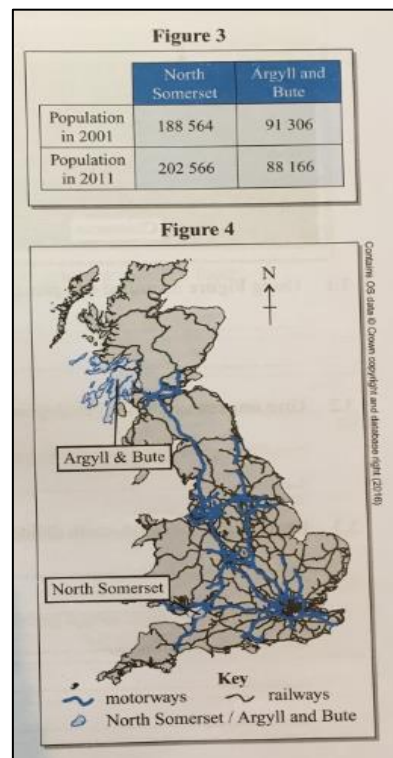 Figure 3
North Somerset
Argyll and Bute
Population in 2001
188 564
91 306
Population in 2011
202 566
88 166
Figure 4
N
Contains OS data © Crown copyright and database right (2016)
Argyll & Bute
North Somerset
Key
motorways
railways
North Somerset / Argyll and Bute